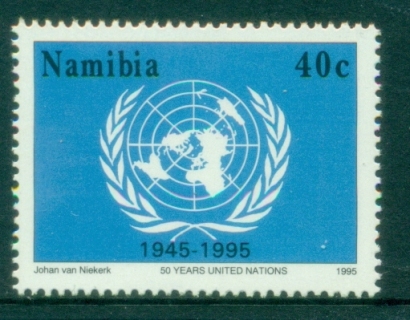 Namibia 40c
1945-1995
Johan van Niekerk 50 YEARS UNITED NATIONS 1995